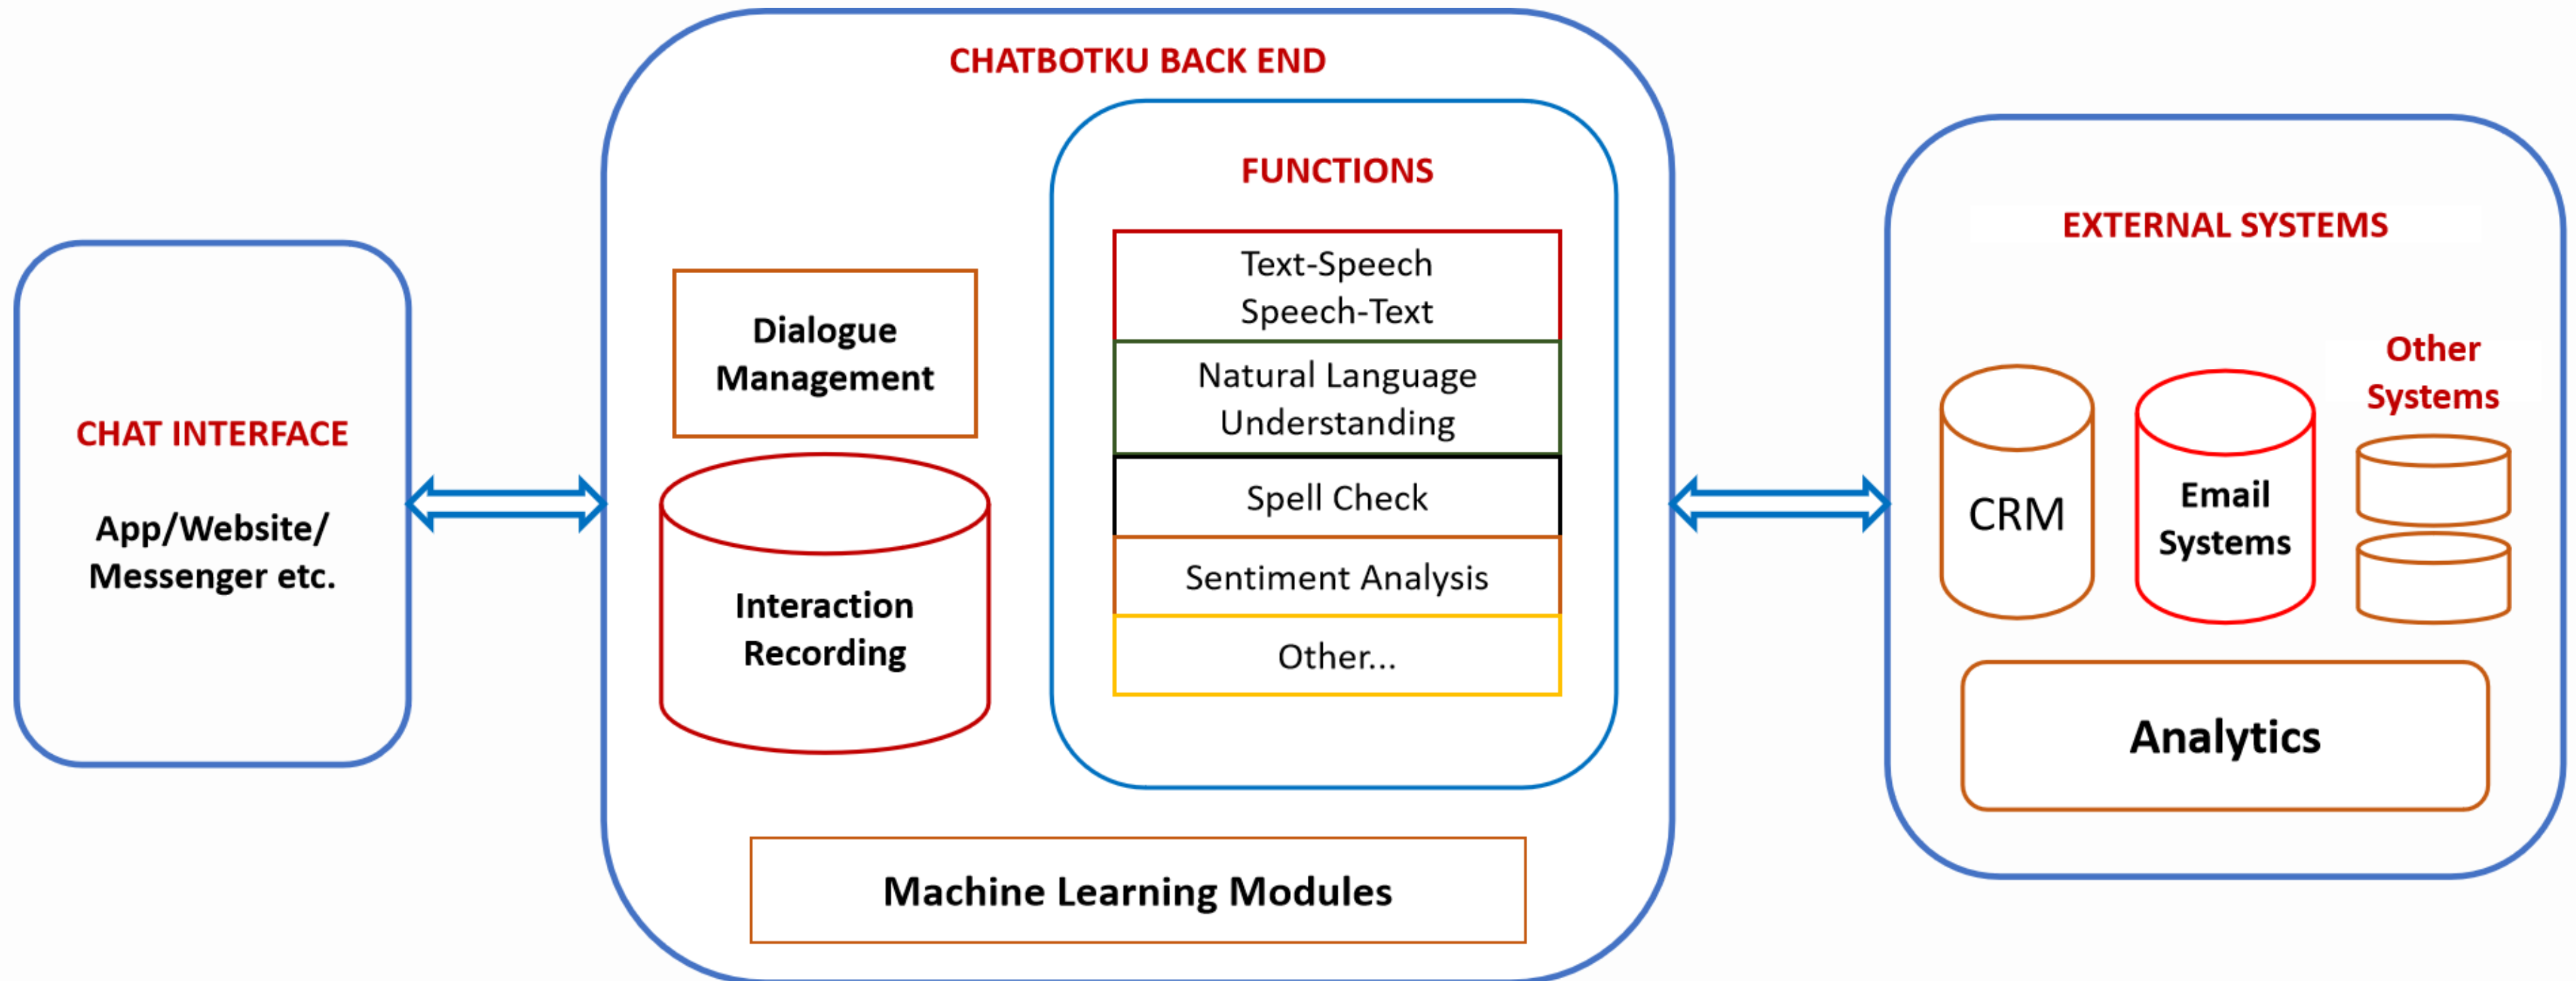 CHATBOTKU BACK END
CHAT INTERFACE
App/Website/
Messenger etc.
Dialogue
Management
Interaction
Recording
FUNCTIONS
Text-Speech
Speech-Text
Natural Language
Understanding
Spell Check
Sentiment Analysis
Other...
Machine Learning Modules
EXTERNAL SYSTEMS
CRM
Email
Systems
Other
Systems
Analytics